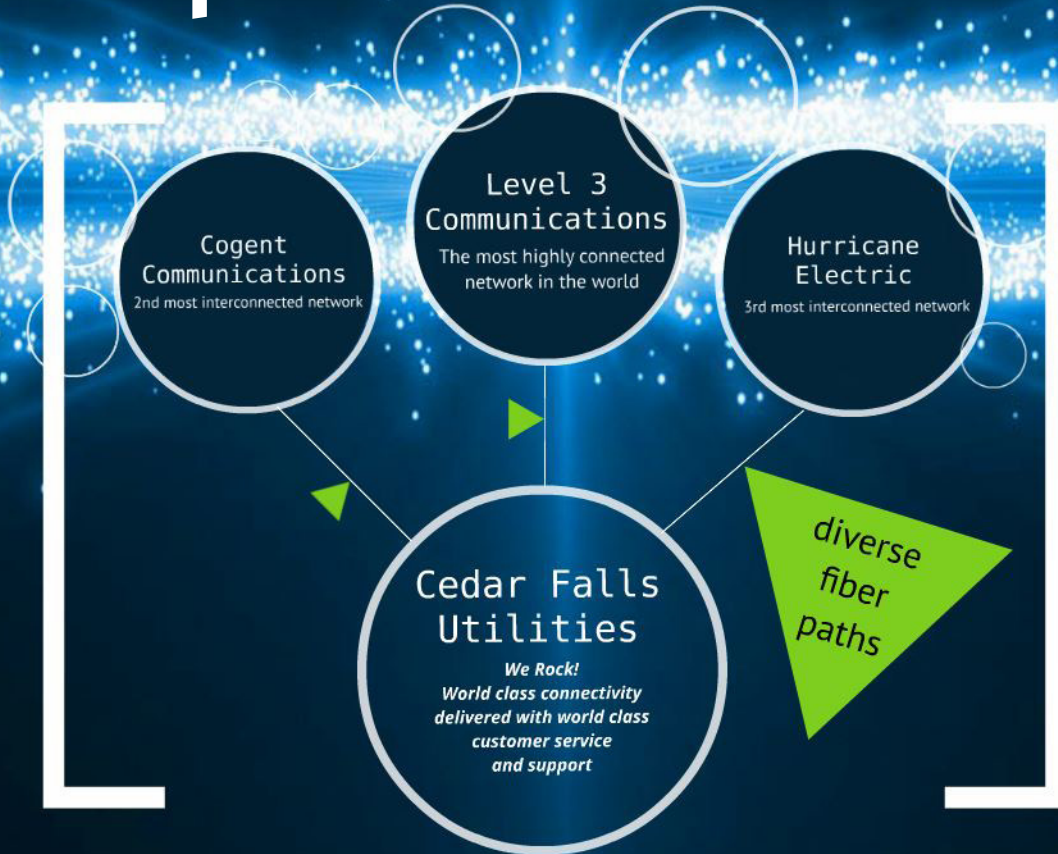 Cogent
Communications
2nd most interconnected network
Level 3
Communications
The most highly connected
network in the world
Hurricane
Electric
3rd most interconnected network
diverse
fiber
paths
Cedar Falls
Utilities
We Rock!
World class connectivity
delivered with world class
customer service
and support